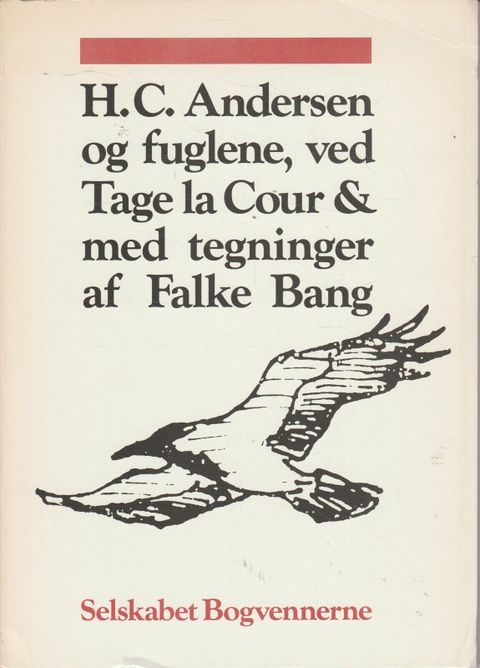 H.C. Andersen
og fuglene, ved
Tage la Cour &
med tegninger
af Falke Bang
Selskabet Bogvennerne